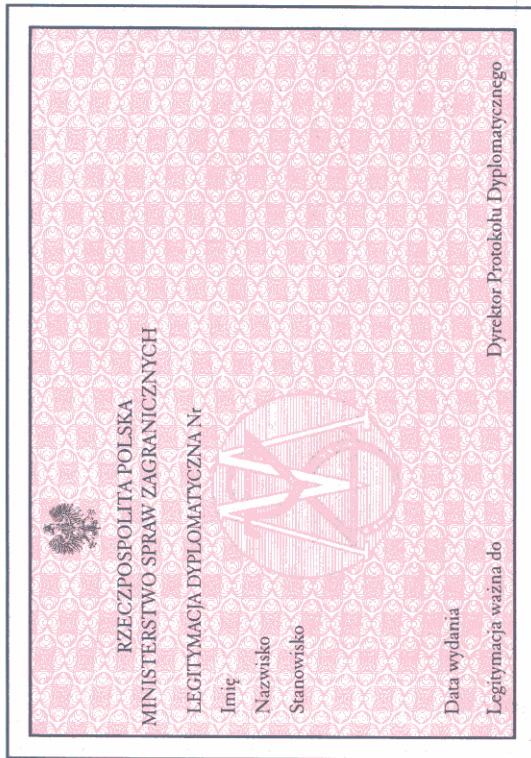 RZECZPOSPOLITA POLSKA
MINISTERSTWO SPRAW ZAGRANICZNYCH
LEGITYMACJA DYPLOMATYCZNA Nr
Imię
Nazwisko
Stanowisko
Data wydania
Legitymacja ważna do Dyrektor Protokołu Dyplomatycznego